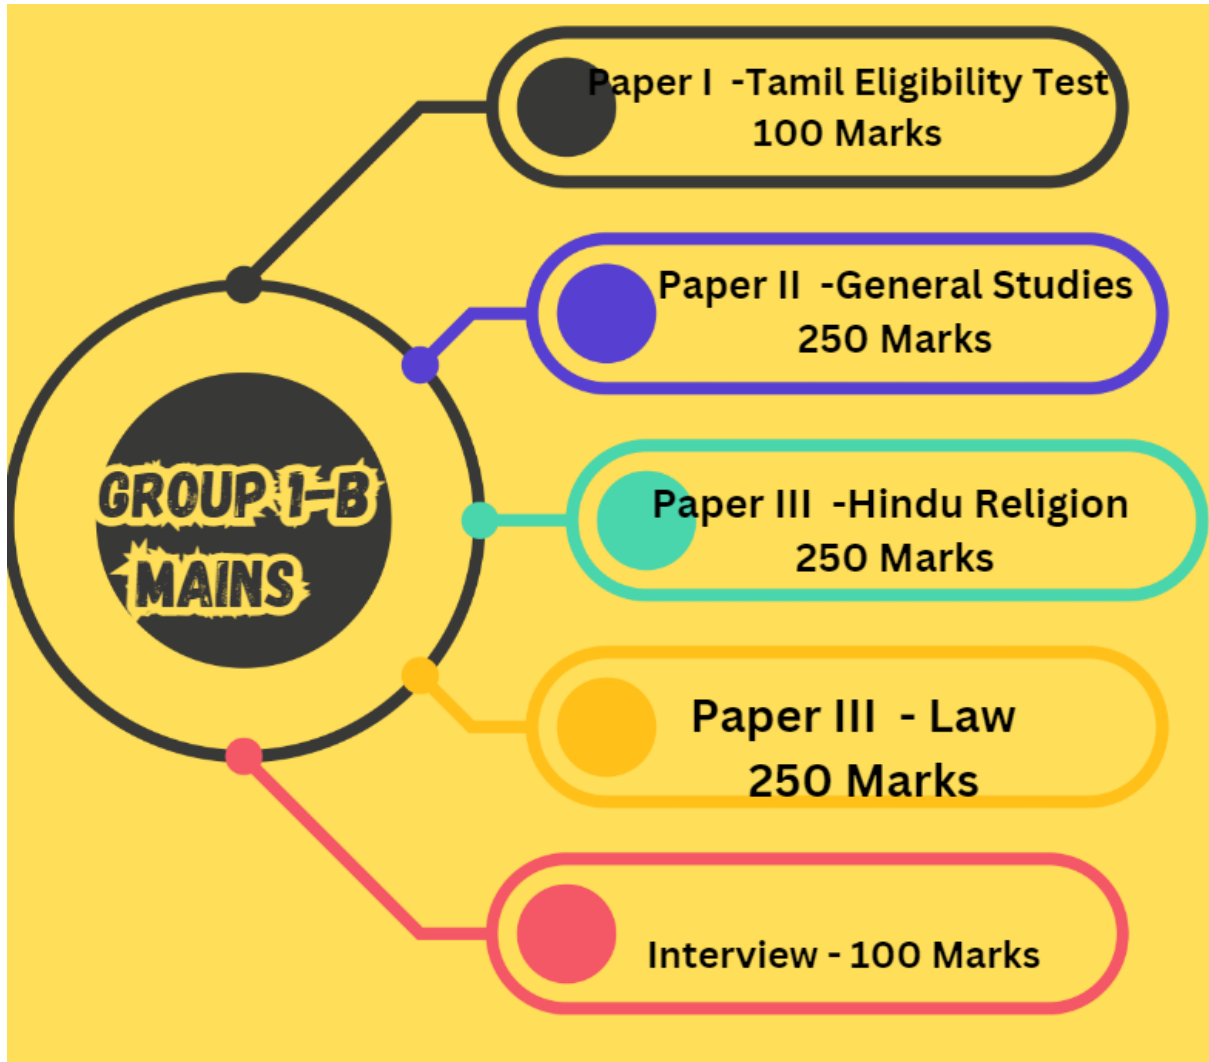 Paper I -Tamil Eligibility Test
100 Marks
Paper II -General Studies
250 Marks
GROUP 1-B
MAINS
Paper III -Hindu Religion
250 Marks
Paper III - Law
250 Marks
Interview - 100 Marks